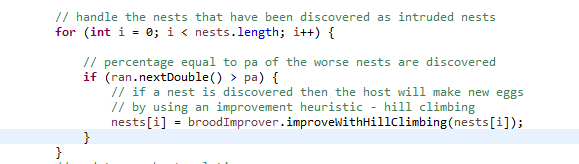 // handle the nests that have been discovered as intruded nests
for (int i = 0; i < nests.length; i++) {
// percentage equal to pa of the worse nests are discovered
if (ran.nextDouble() > pa) {
// if a nest is discovered then the host will make new eggs
// by using an improvement heuristic - hill climbing
nests[i] = broodImprover.improveWithHillClimbing(nests[i]);
}
}